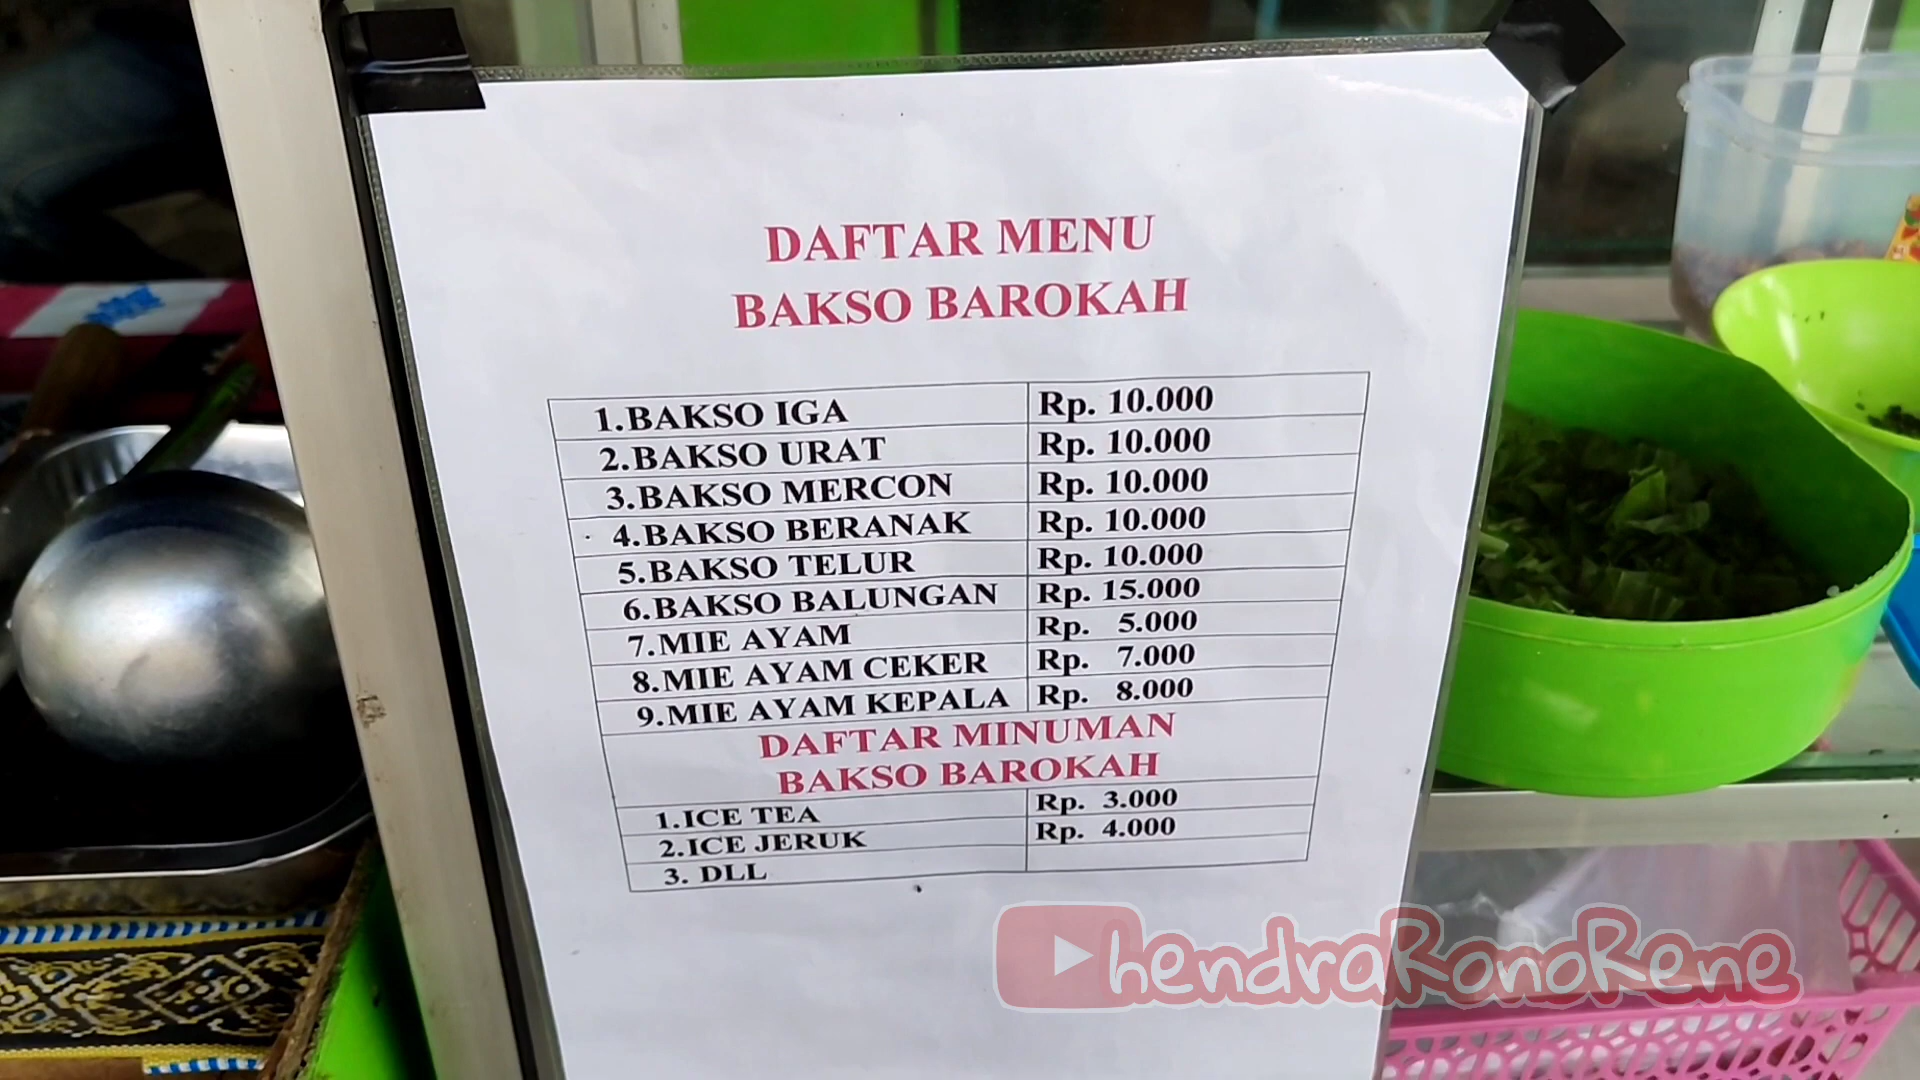 DAFTAR MENU
BAKSO BAROKAH
1.BAKSO IGA Rp. 10.000
2.BAKSO URAT Rp. 10.000
3.BAKSO MERCON Rp. 10.000
4.BAKSO BERANAK Rp. 10.000
5.BAKSO TELUR Rp. 10.000
6.BAKSO BALUNGAN Rp. 15.000
7.MIE AYAM Rp. 5.000
8.MIE AYAM CEKER Rp. 7.000
9.MIE AYAM KEPALA Rp. 8.000
DAFTAR MINUMAN
BAKSO BAROKAH
1.ICE TEA Rp. 3.000
2.ICE JERUK Rp. 4.000
3. DLL
hendraRonoRene